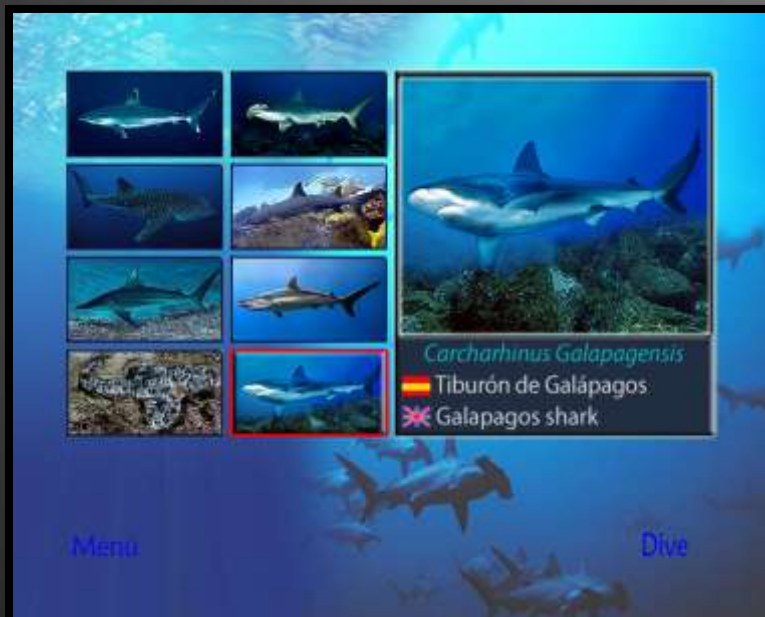 Carcharhinus Galapagensis
Tiburón de Galápagos
Galapagos shark
Menu
Dive